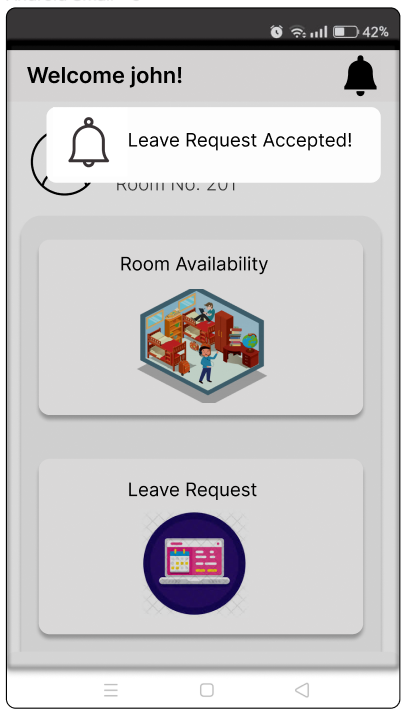 42%
Welcome john!
Leave Request Accepted!
Room No. 201
Room Availability
Leave Request